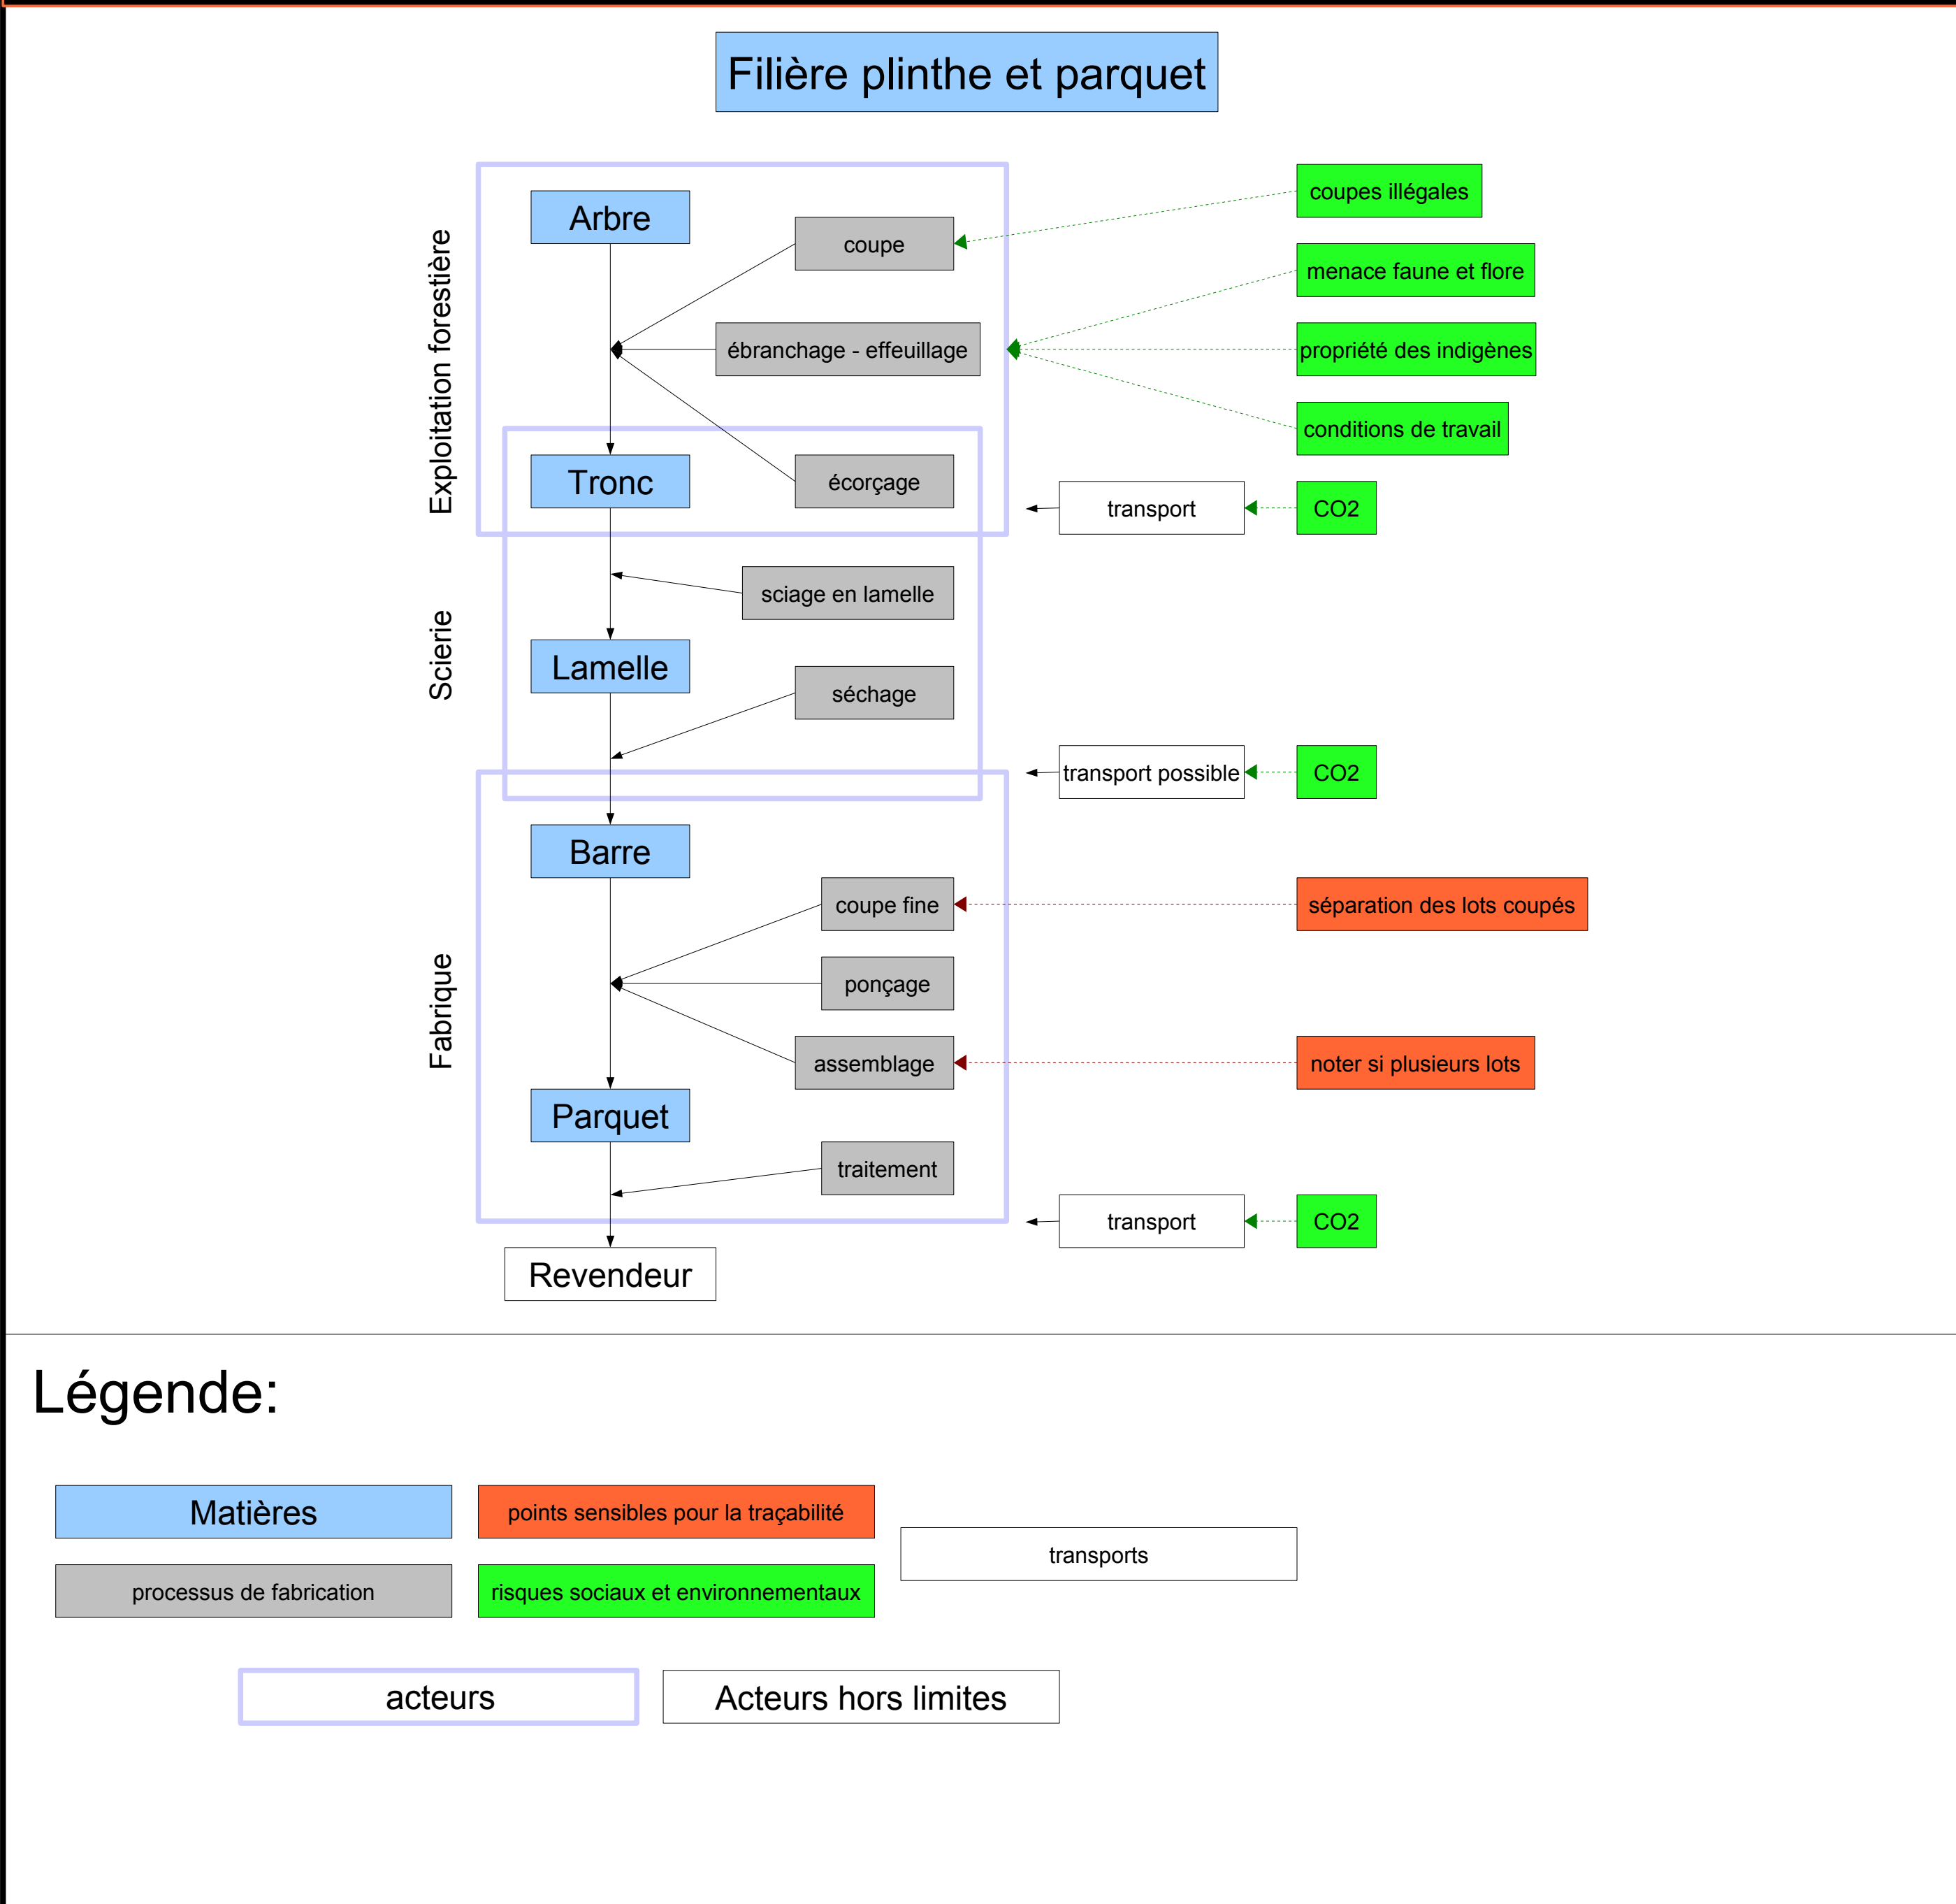 Filière plinthe et parquet
Exploitation forestière
Arbre
coupe
coupes illégales
menace faune et flore
ébranchage - effeuillage
propriété des indigènes
conditions de travail
Tronc
écorçage
transport
CO2
Scierie
sciage en lamelle
Lamelle
séchage
transport possible
CO2
Fabrique
Barre
coupe fine
séparation des lots coupés
ponçage
assemblage
noter si plusieurs lots
Parquet
traitement
transport
CO2
Revendeur
Légende:
Matières
points sensibles pour la traçabilité
transports
processus de fabrication
risques sociaux et environnementaux
acteurs
Acteurs hors limites